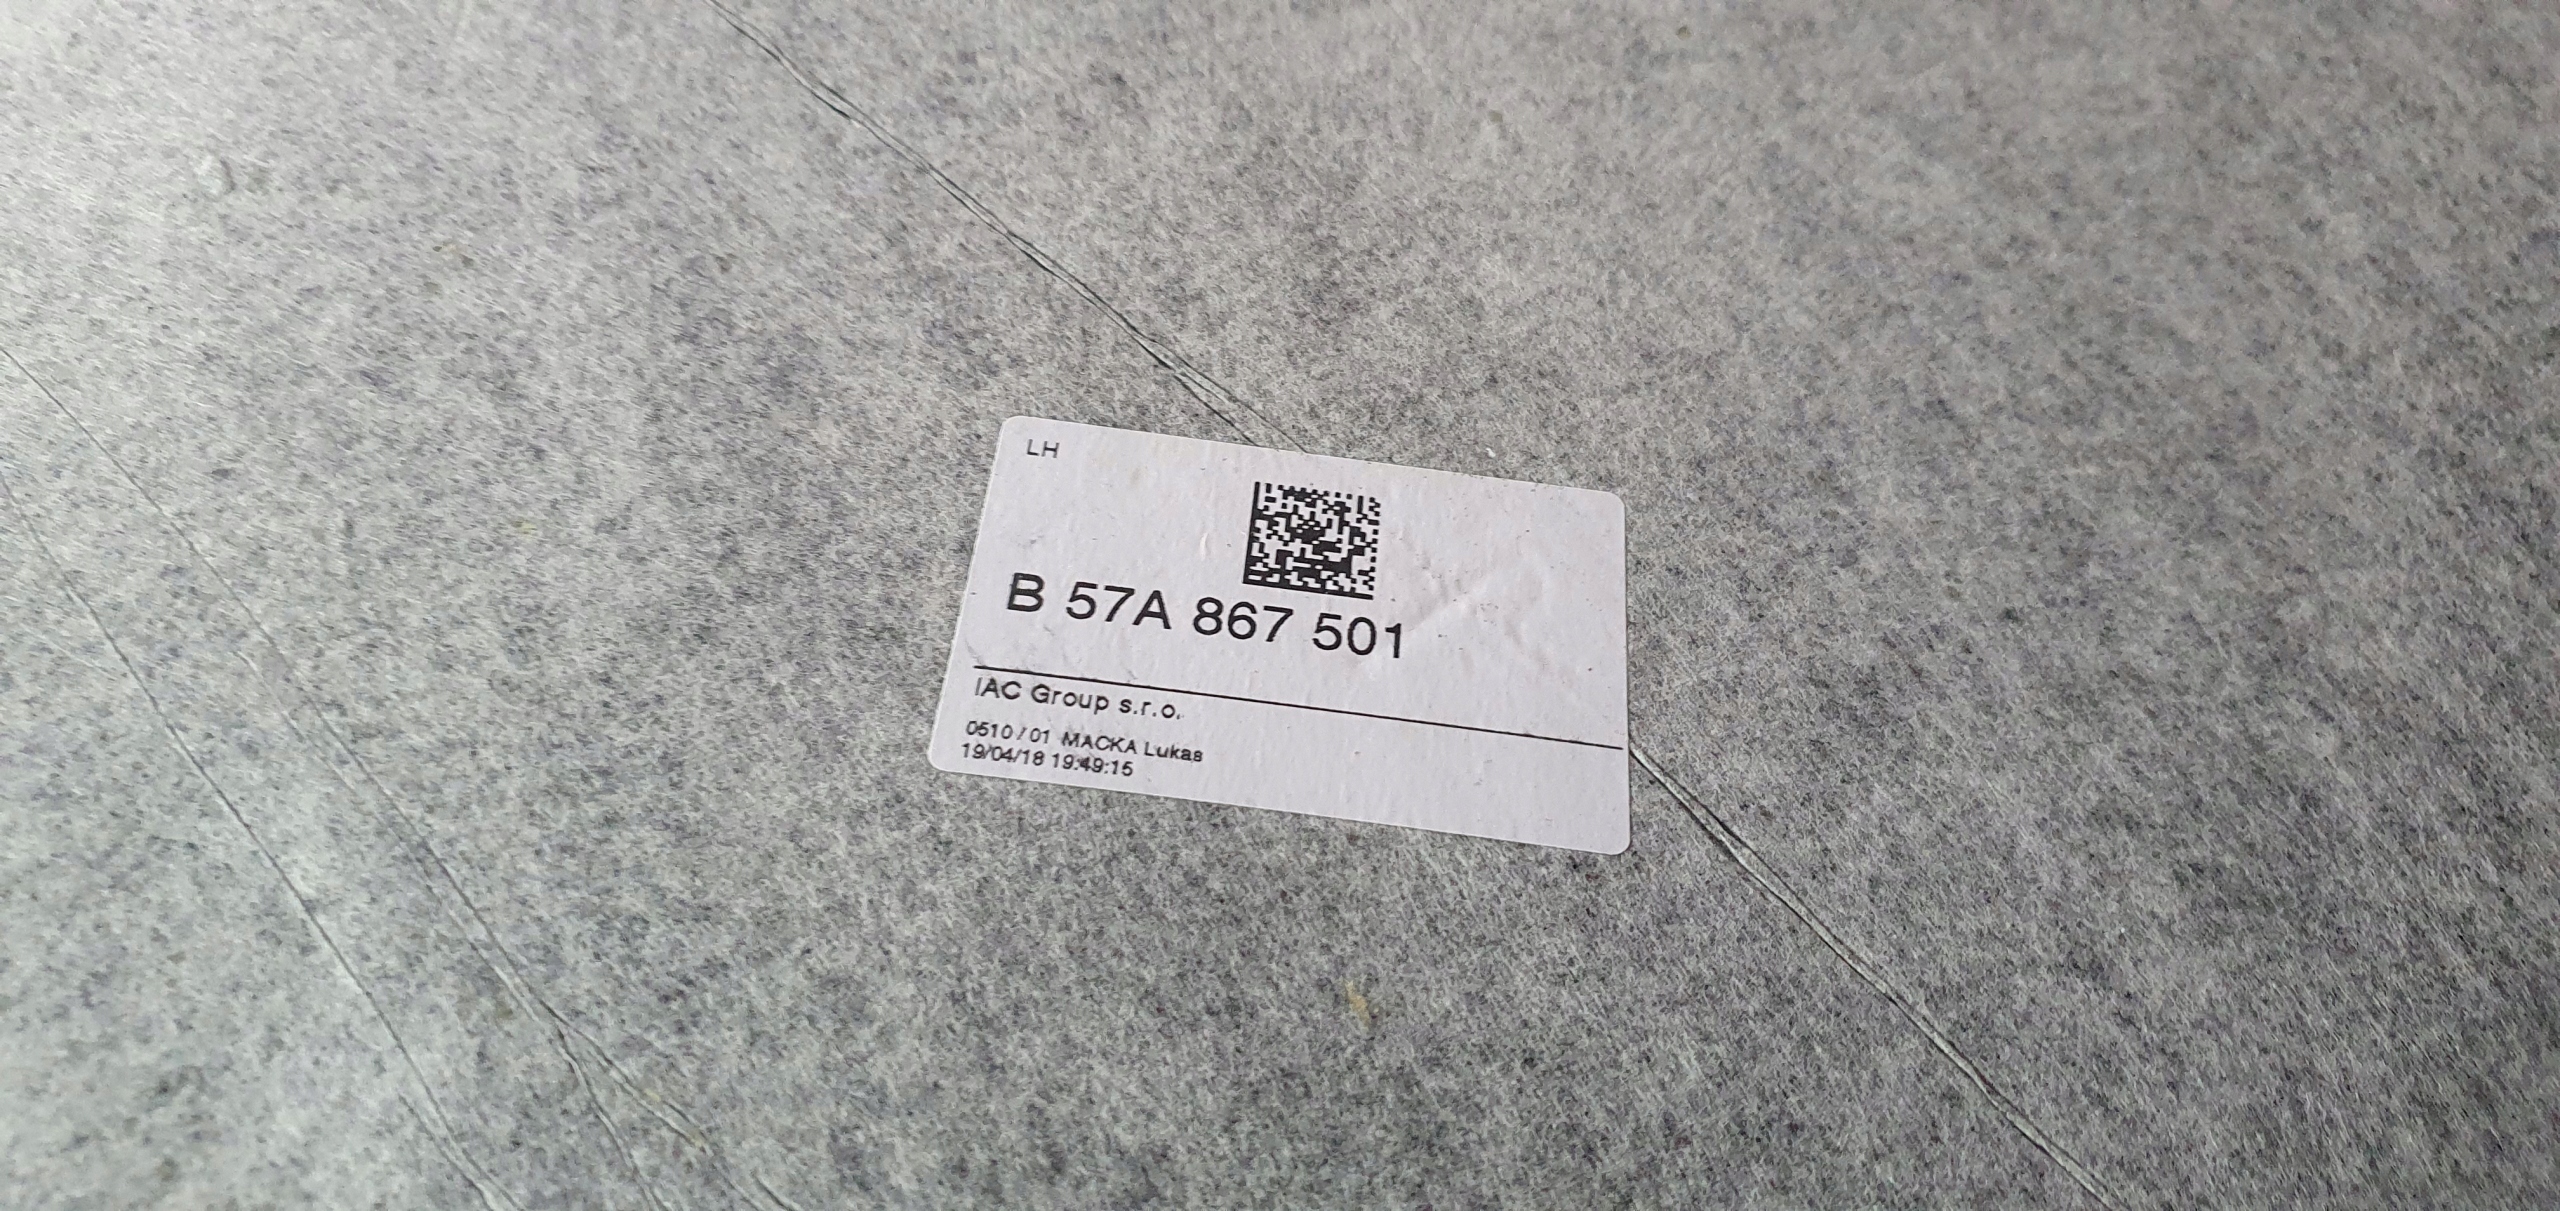 LH
B 57A 867 501
IAC Group s.r.o.
0510/01 MACKA Lukas
19/04/18 19:49:15